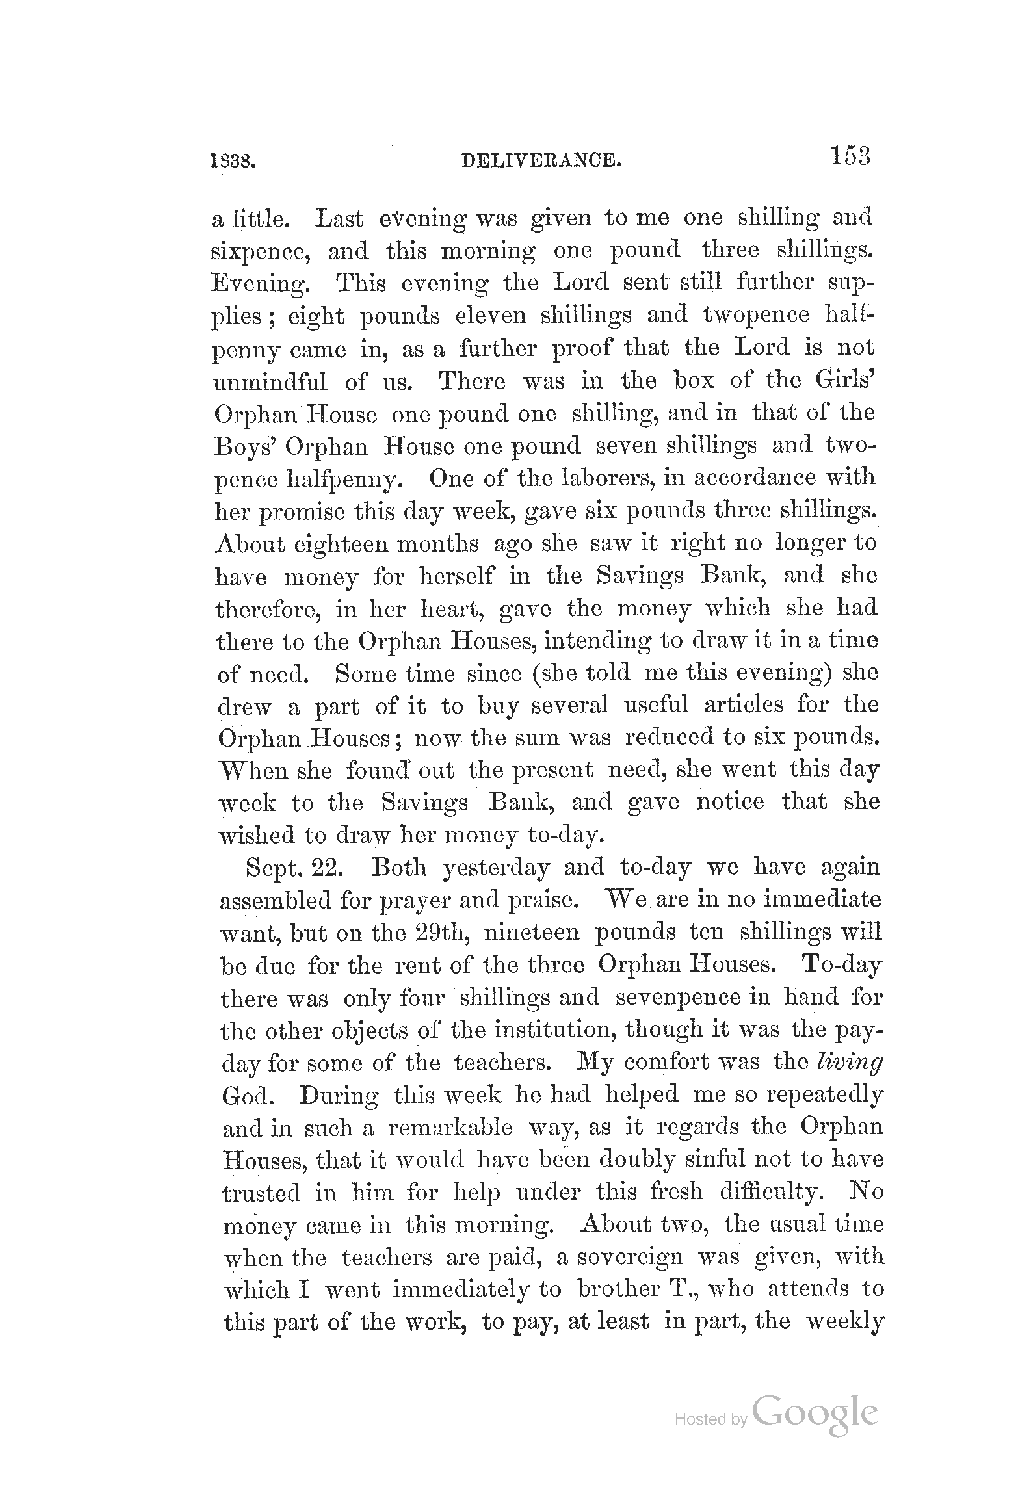 1838. DELIVERANCE. 153
a little. Last evening was given to me one shilling and
sixpence, and this morning one pound three shillings.
Evening. This evening the Lord sent still further sup-
plies; eight pounds eleven shillings and twopence half-
penny came in, as a further proof that the Lord is not
unmindful of us. There was in the box of the Girls'
Orphan House one pound one shilling, and in that of the
Boys' Orphan House one pound seven shillings and two-
pence halfpenny. One of the laborers, in accordance with
her promise this day week, gave six pounds three shillings.
About eighteen months ago she saw it right no longer to
have money for herself in the Savings Bank, and she
therefore, in her heart, gave the money which she had
there to the Orphan Houses, intending to draw it in a time
of need. Some time since (she told me this evening) she
drew a part of it to buy several useful articles for the
Orphan Houses; now the sum was reduced to six pounds.
When she found out the present need, she went this day
week to the Savings Bank, and gave notice that she
wished to draw her money to-day.
Sept. 22. Both yesterday and to-day we have again
assembled for prayer and praise. We are in no immediate
want, but on the 29th, nineteen pounds ten shillings will
be due for the rent of the three Orphan Houses. To-day
there was only four shillings and sevenpence in hand for
the other objects of the institution, though it was the pay-
day for some of the teachers. My comfort was the living
God. During this week he had helped me so repeatedly
and in such a remarkable way, as it regards the Orphan
Houses, that it would have been doubly sinful not to have
trusted in him for help under this fresh difficulty. No
money came in this morning. About two, the usual time
when the teachers are paid, a sovereign was given, with
which I went immediately to brother T., who attends to
this part of the work, to pay, at least in part, the weekly
Hosted by Google